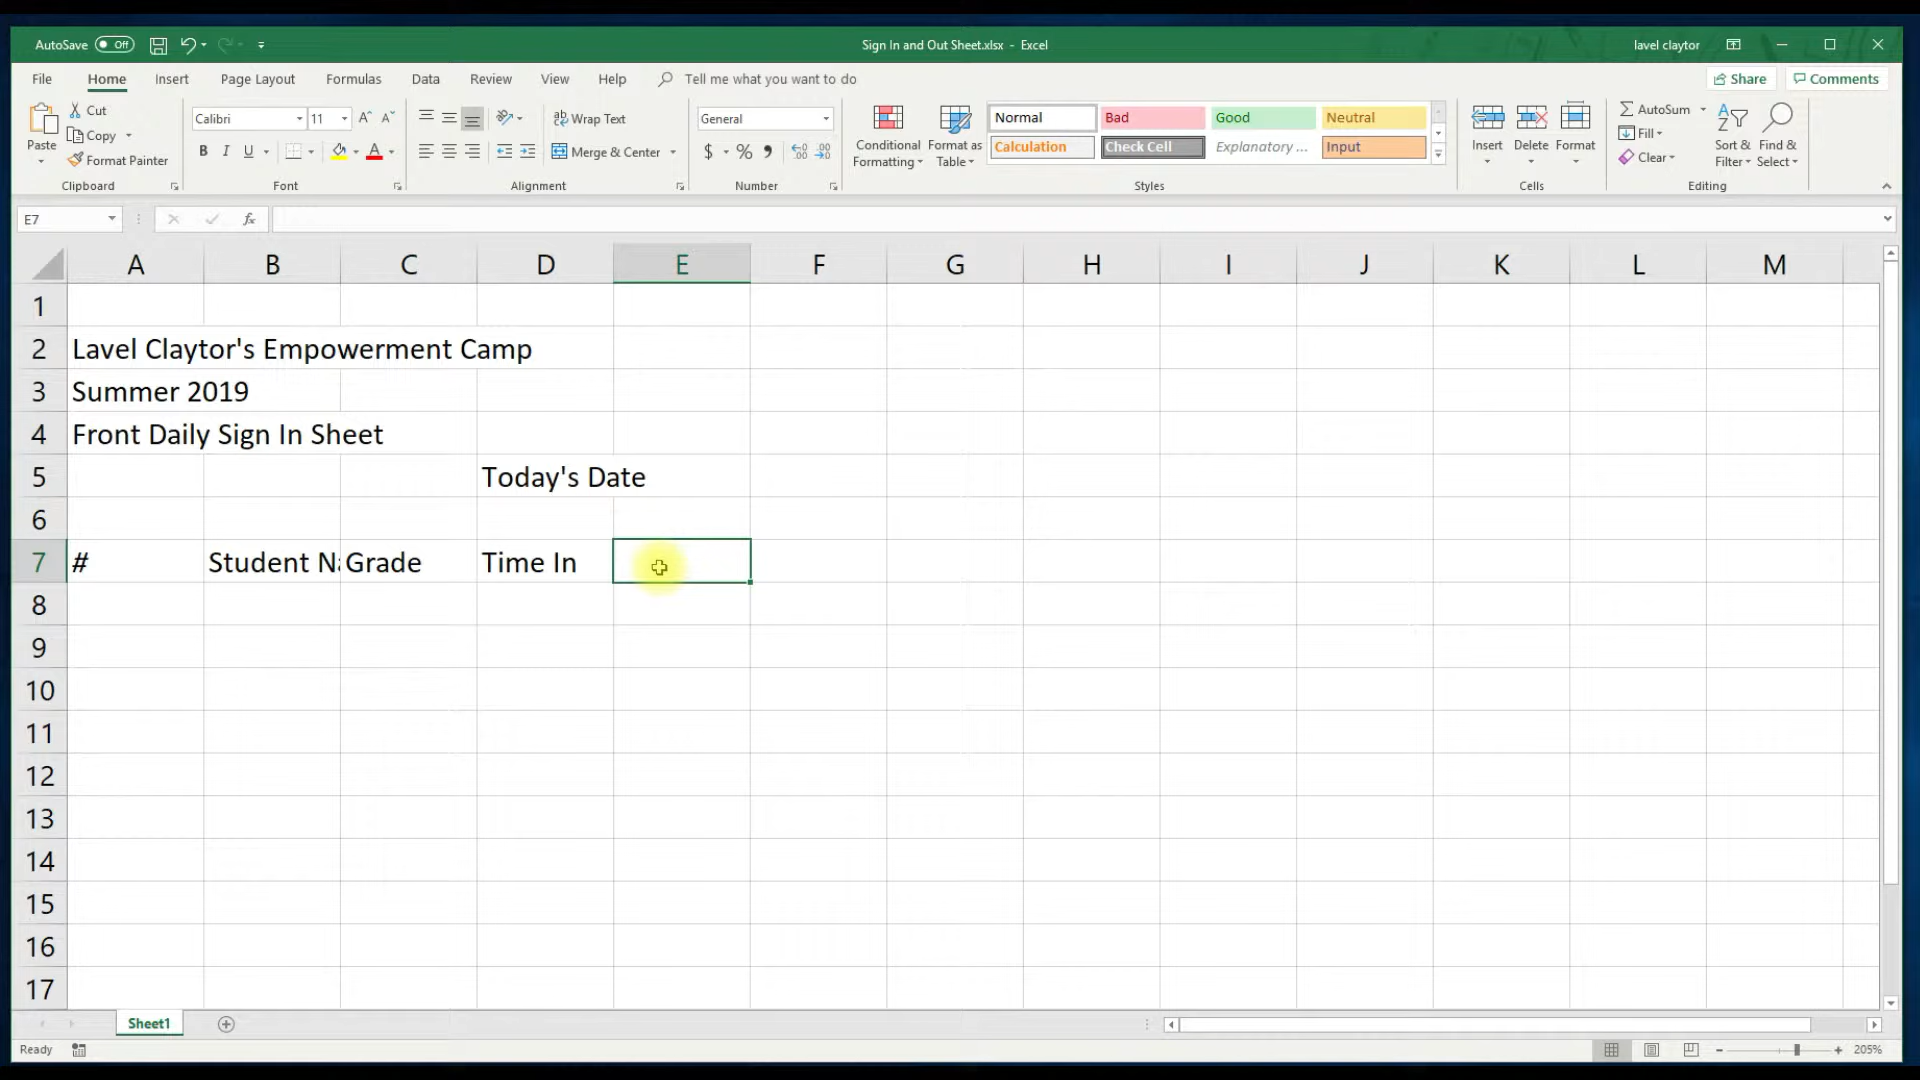 AutoSave Off Sign In and Out Sheet.xlsx - Excel lavel claytor
File Home Insert Page Layout Formulas Data Review View Help Tell me what you want to do Share Comments
Paste Cut Copy Format Painter Clipboard
Calibri 11 B I U A Font
Wrap Text Merge & Center Alignment
General $ % , Number
Conditional Formatting Format as Table
Normal Bad Good Neutral
Calculation Check Cell Explanatory ... Input
Styles
Insert Delete Format Cells
AutoSum Fill Clear Sort & Filter Find & Select Editing
E7 fx
A B C D E F G H I J K L M
1
2 Lavel Claytor's Empowerment Camp
3 Summer 2019
4 Front Daily Sign In Sheet
5 Today's Date
6
7 # Student Na Grade Time In
8
9
10
11
12
13
14
15
16
17
Sheet1
Ready 205%